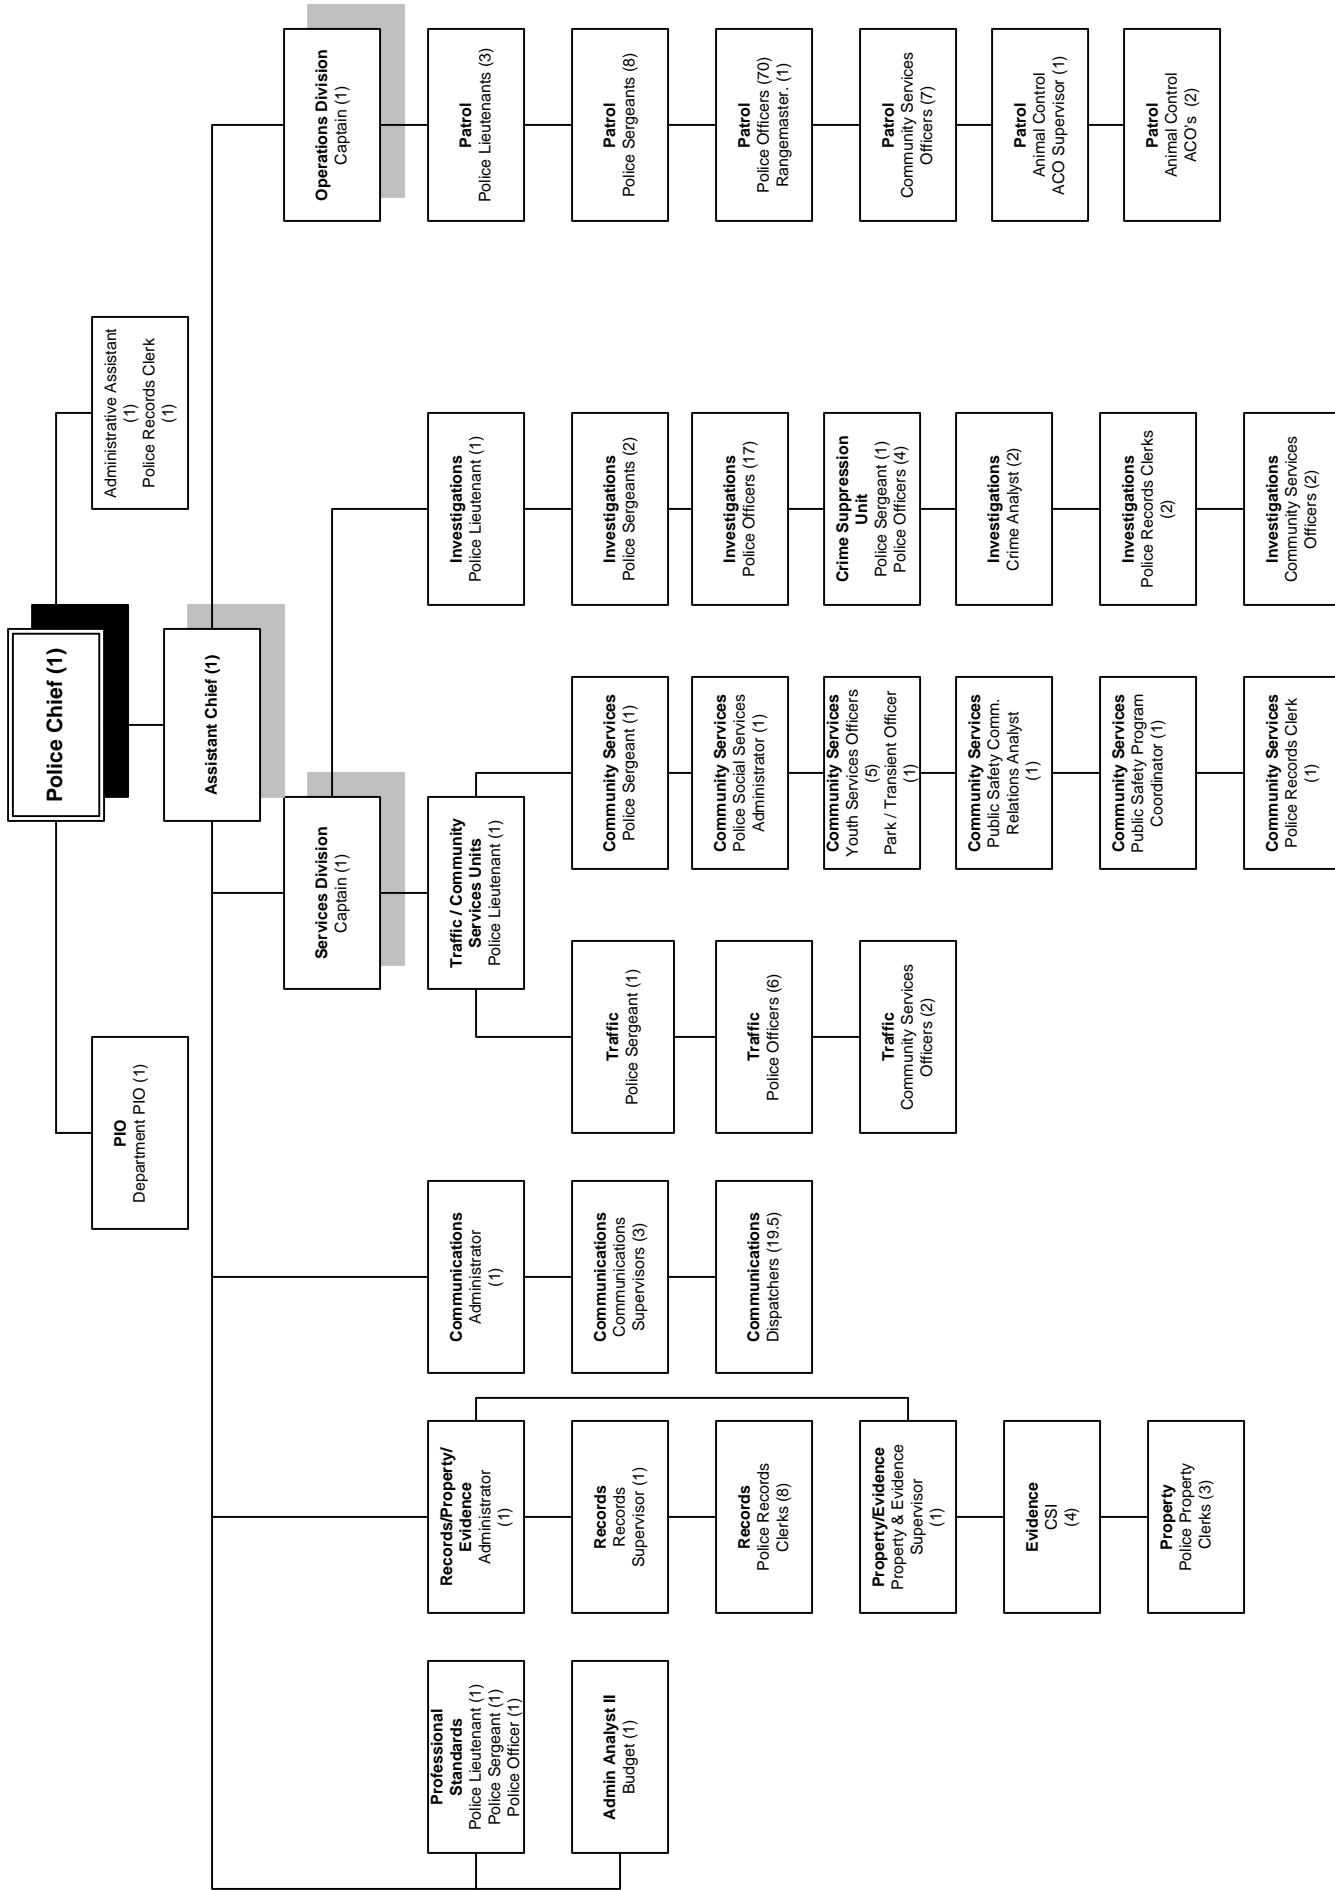 Police Chief (1)
PIO
Department PIO (1)
Administrative Assistant
(1)
Police Records Clerk
(1)
Assistant Chief (1)
Services Division
Captain (1)
Operations Division
Captain (1)
Professional
Standards
Police Lieutenant (1)
Police Sergeant (1)
Police Officer (1)
Admin Analyst II
Budget (1)
Records/Property/
Evidence
Administrator
(1)
Records
Records
Supervisor (1)
Records
Police Records
Clerks (8)
Property/Evidence
Property & Evidence
Supervisor
(1)
Evidence
CSI
(4)
Property
Police Property
Clerks (3)
Communications
Administrator
(1)
Communications
Communications
Supervisors (3)
Communications
Dispatchers (19.5)
Traffic / Community
Services Units
Police Lieutenant (1)
Traffic
Police Sergeant (1)
Traffic
Police Officers (6)
Traffic
Community Services
Officers (2)
Community Services
Police Sergeant (1)
Community Services
Police Social Services
Administrator (1)
Community Services
Youth Services Officers
(5)
Park / Transient Officer
(1)
Community Services
Public Safety Comm.
Relations Analyst
(1)
Community Services
Public Safety Program
Coordinator (1)
Community Services
Police Records Clerk
(1)
Investigations
Police Lieutenant (1)
Investigations
Police Sergeants (2)
Investigations
Police Officers (17)
Crime Suppression
Unit
Police Sergeant (1)
Police Officers (4)
Investigations
Crime Analyst (2)
Investigations
Police Records Clerks
(2)
Investigations
Community Services
Officers (2)
Patrol
Police Lieutenants (3)
Patrol
Police Sergeants (8)
Patrol
Police Officers (70)
Rangemaster. (1)
Patrol
Community Services
Officers (7)
Patrol
Animal Control
ACO Supervisor (1)
Patrol
Animal Control
ACO's (2)